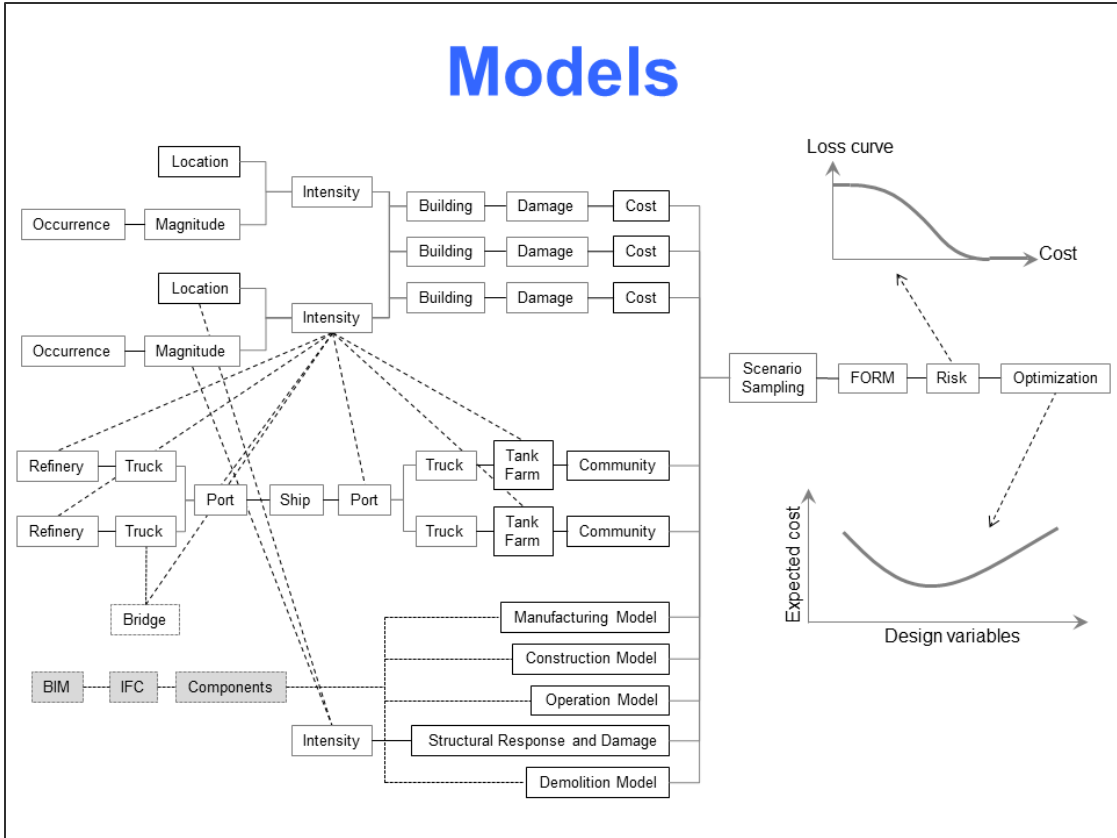 Models
Location
Intensity
Occurrence
Magnitude
Building
Damage
Cost
Building
Damage
Cost
Building
Damage
Cost
Location
Intensity
Occurrence
Magnitude
Refinery
Truck
Refinery
Truck
Port
Ship
Port
Truck
Tank
Farm
Community
Truck
Tank
Farm
Community
Bridge
BIM
IFC
Components
Intensity
Manufacturing Model
Construction Model
Operation Model
Structural Response and Damage
Demolition Model
Scenario
Sampling
FORM
Risk
Optimization
Loss curve
Cost
Expected cost
Design variables